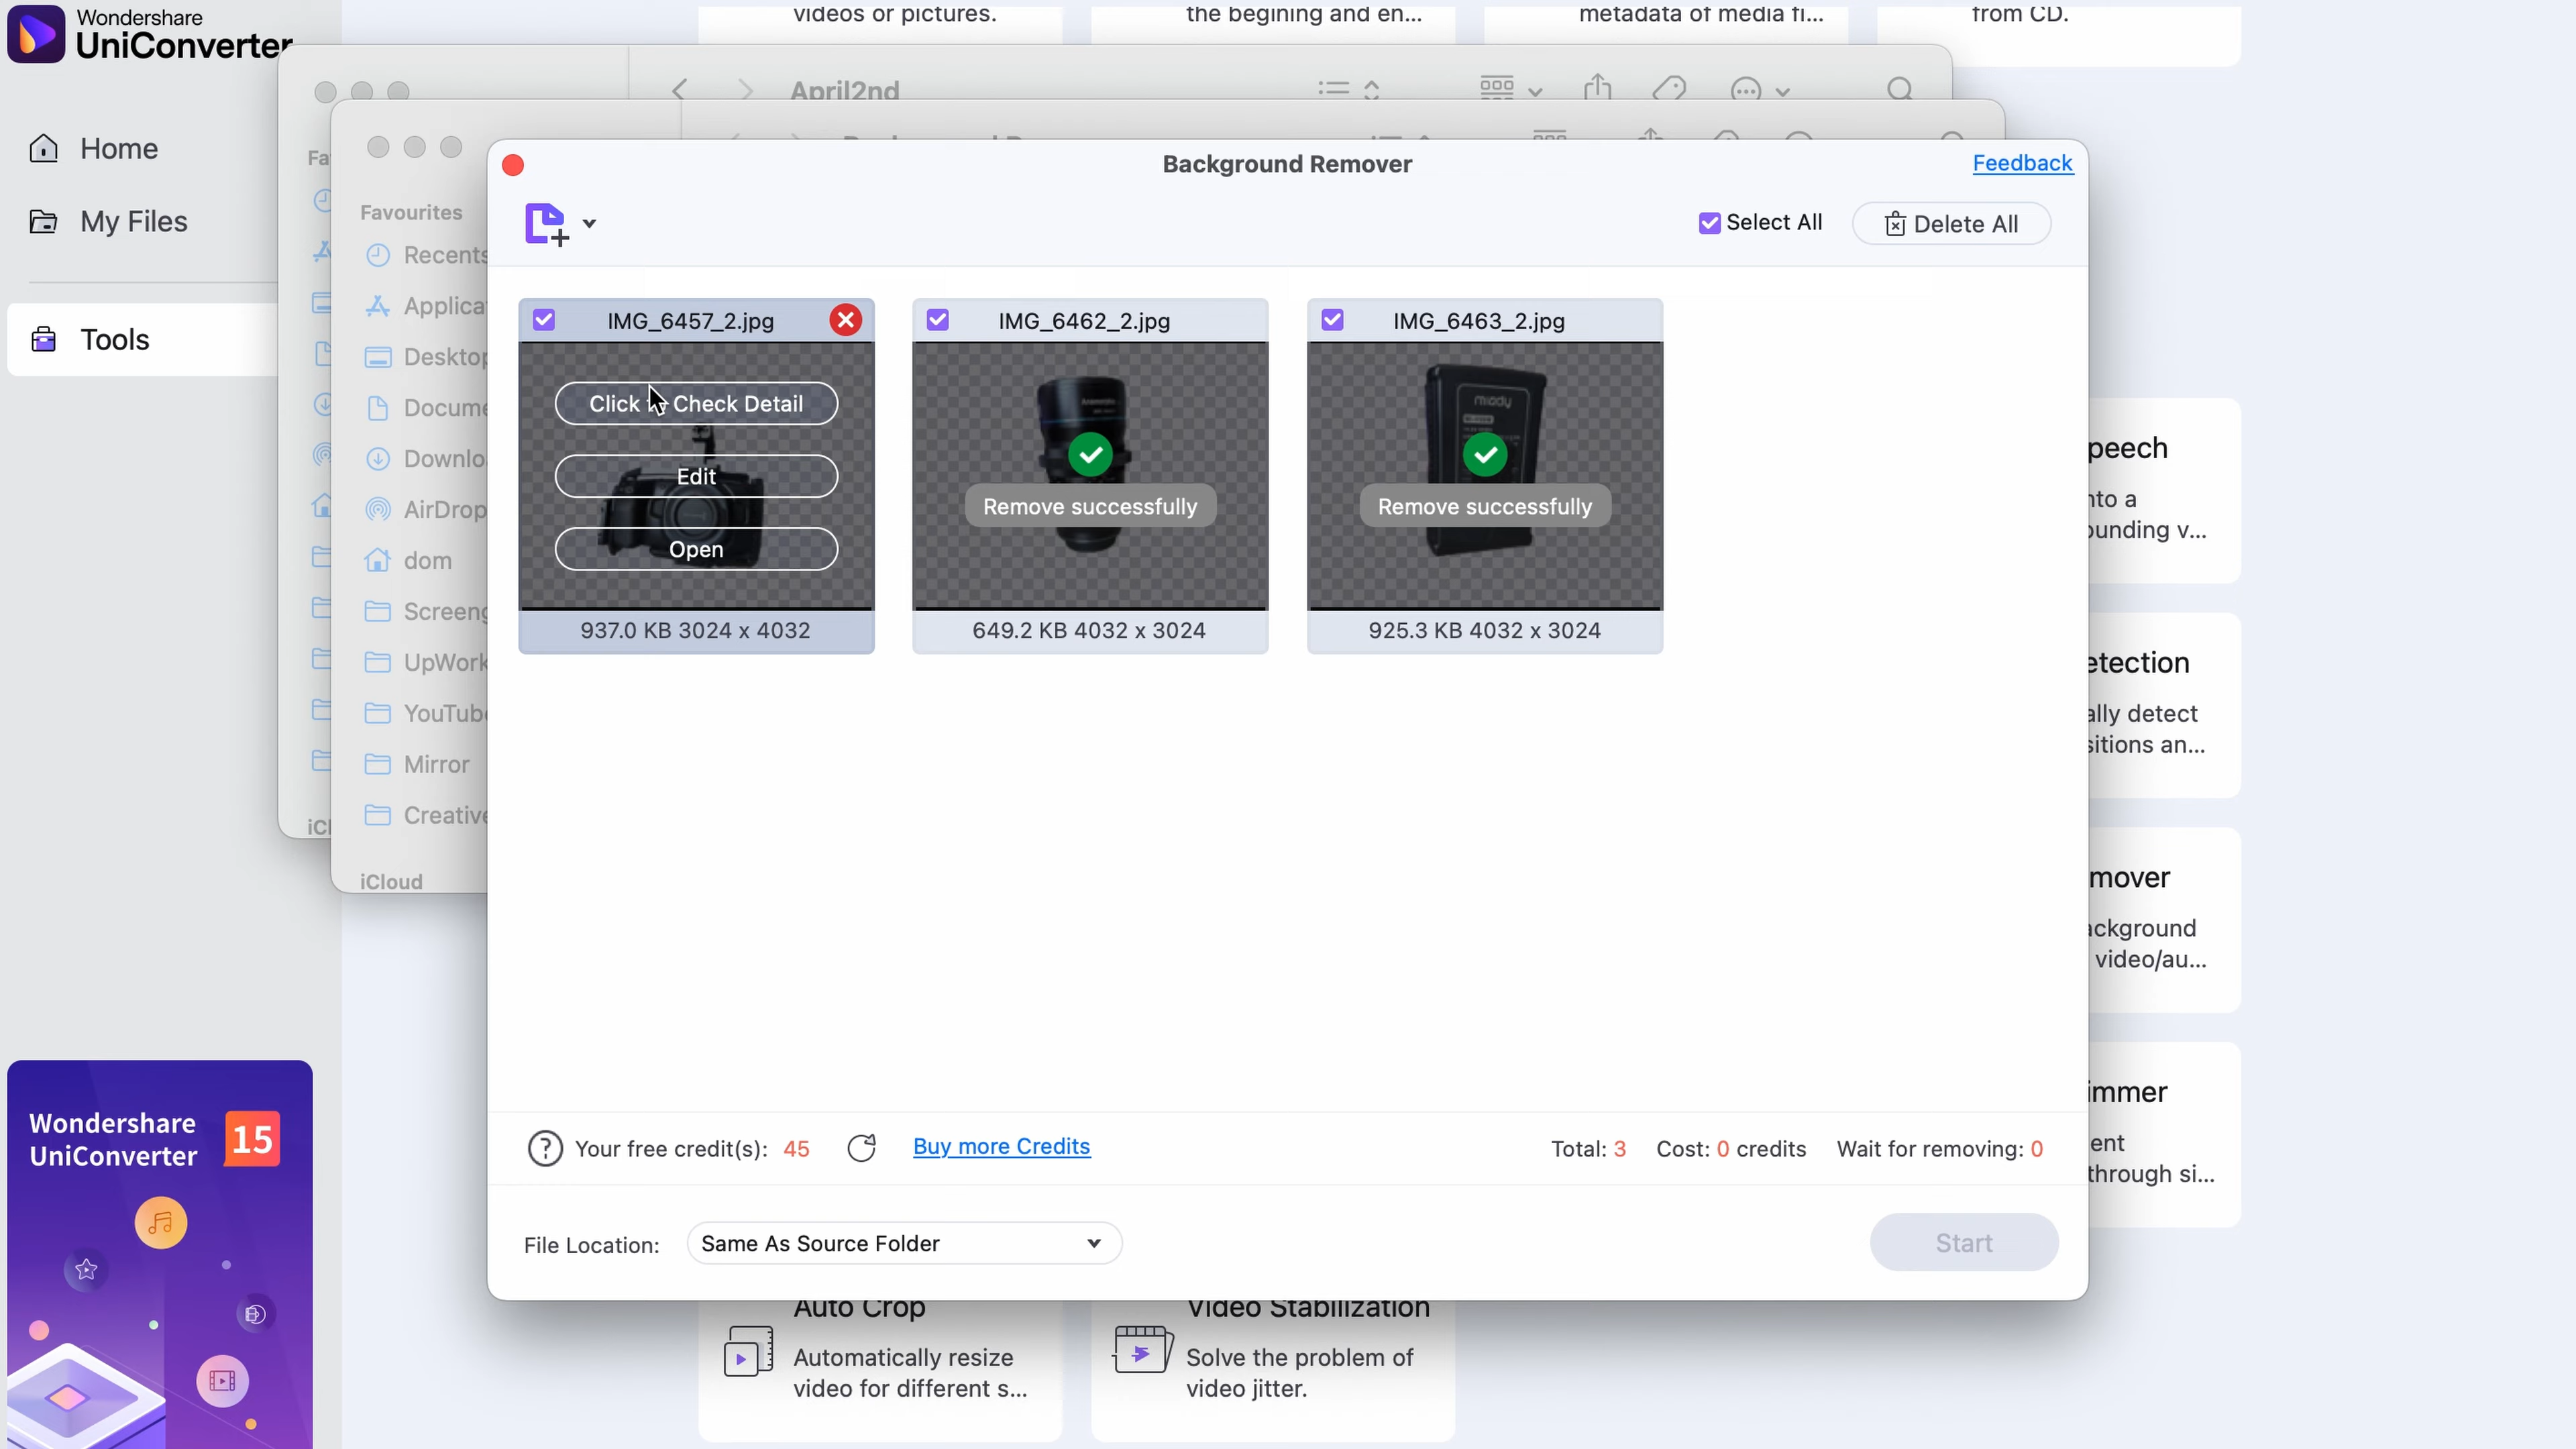 Wondershare
UniConverter
Home
My Files
Tools
Wondershare
UniConverter
15
videos or pictures.
the begining and en...
metadata of media fi...
from CD.
April2nd
Favourites
Recents
Desktop
AirDrop
dom
UpWork
Mirror
iCloud
Background Remover
Feedback
Select All
Delete All
IMG_6457_2.jpg
Click Check Detail
Edit
Open
937.0 KB 3024 x 4032
IMG_6462_2.jpg
Remove successfully
649.2 KB 4032 x 3024
IMG_6463_2.jpg
miady
Remove successfully
925.3 KB 4032 x 3024
? Your free credit(s): 45
Buy more Credits
Total: 3
Cost: 0 credits
Wait for removing: 0
File Location:
Same As Source Folder
Start
peech
nto a
ounding v...
etection
ally detect
sitions an...
mover
ackground
video/au...
immer
ent
through si...
Auto Crop
Automatically resize
video for different s...
Video Stabilization
Solve the problem of
video jitter.